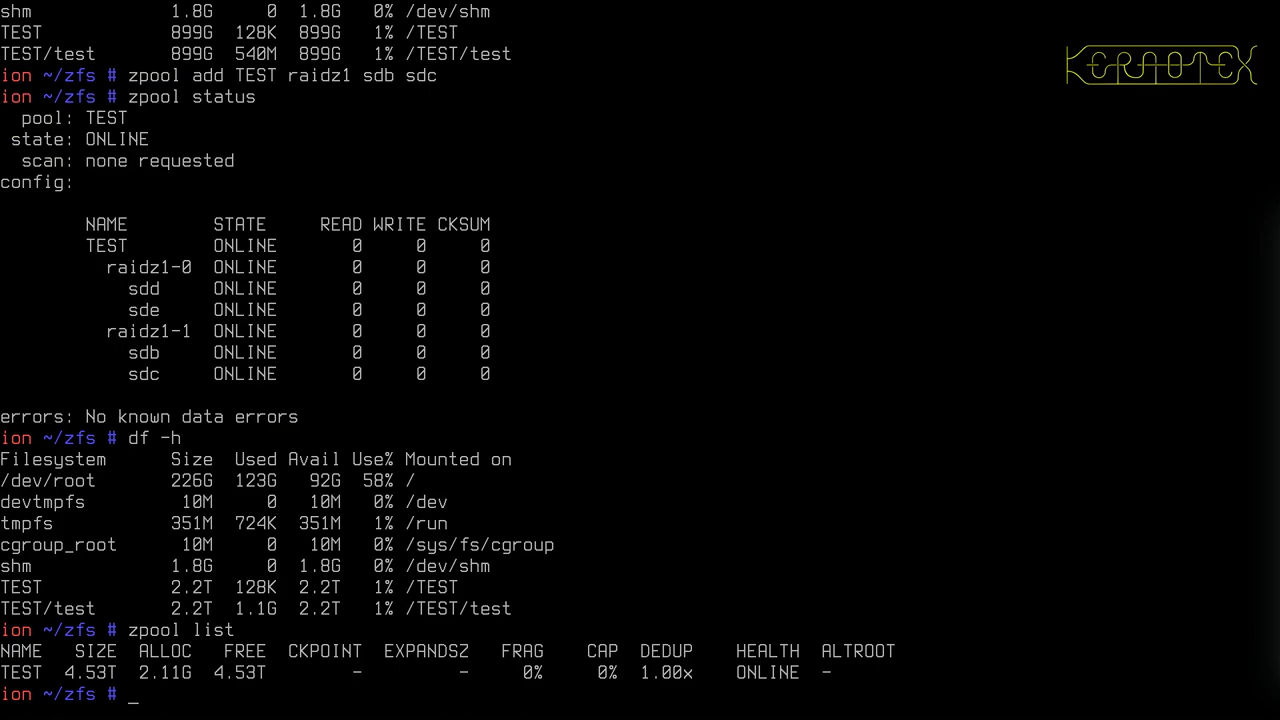 shm             1.8G     0  1.8G   0% /dev/shm
TEST            899G  128K  899G   1% /TEST
TEST/test       899G  540M  899G   1% /TEST/test
ion ~/zfs # zpool add TEST raidz1 sdb sdc
ion ~/zfs # zpool status
  pool: TEST
 state: ONLINE
  scan: none requested
config:
        NAME        STATE     READ WRITE CKSUM
        TEST        ONLINE       0     0     0
          raidz1-0  ONLINE       0     0     0
            sdd     ONLINE       0     0     0
            sde     ONLINE       0     0     0
          raidz1-1  ONLINE       0     0     0
            sdb     ONLINE       0     0     0
            sdc     ONLINE       0     0     0
errors: No known data errors
ion ~/zfs # df -h
Filesystem      Size  Used Avail Use% Mounted on
/dev/root       226G  123G   92G  58% /
devtmpfs         10M     0   10M   0% /dev
tmpfs           351M  724K  351M   1% /run
cgroup_root      10M     0   10M   0% /sys/fs/cgroup
shm             1.8G     0  1.8G   0% /dev/shm
TEST            2.2T  128K  2.2T   1% /TEST
TEST/test       2.2T  1.1G  2.2T   1% /TEST/test
ion ~/zfs # zpool list
NAME   SIZE  ALLOC   FREE  CKPOINT  EXPANDSZ   FRAG    CAP  DEDUP    HEALTH  ALTROOT
TEST  4.53T  2.11G  4.53T        -         -     0%     0%  1.00x    ONLINE  -
ion ~/zfs # _
KERAOTEX